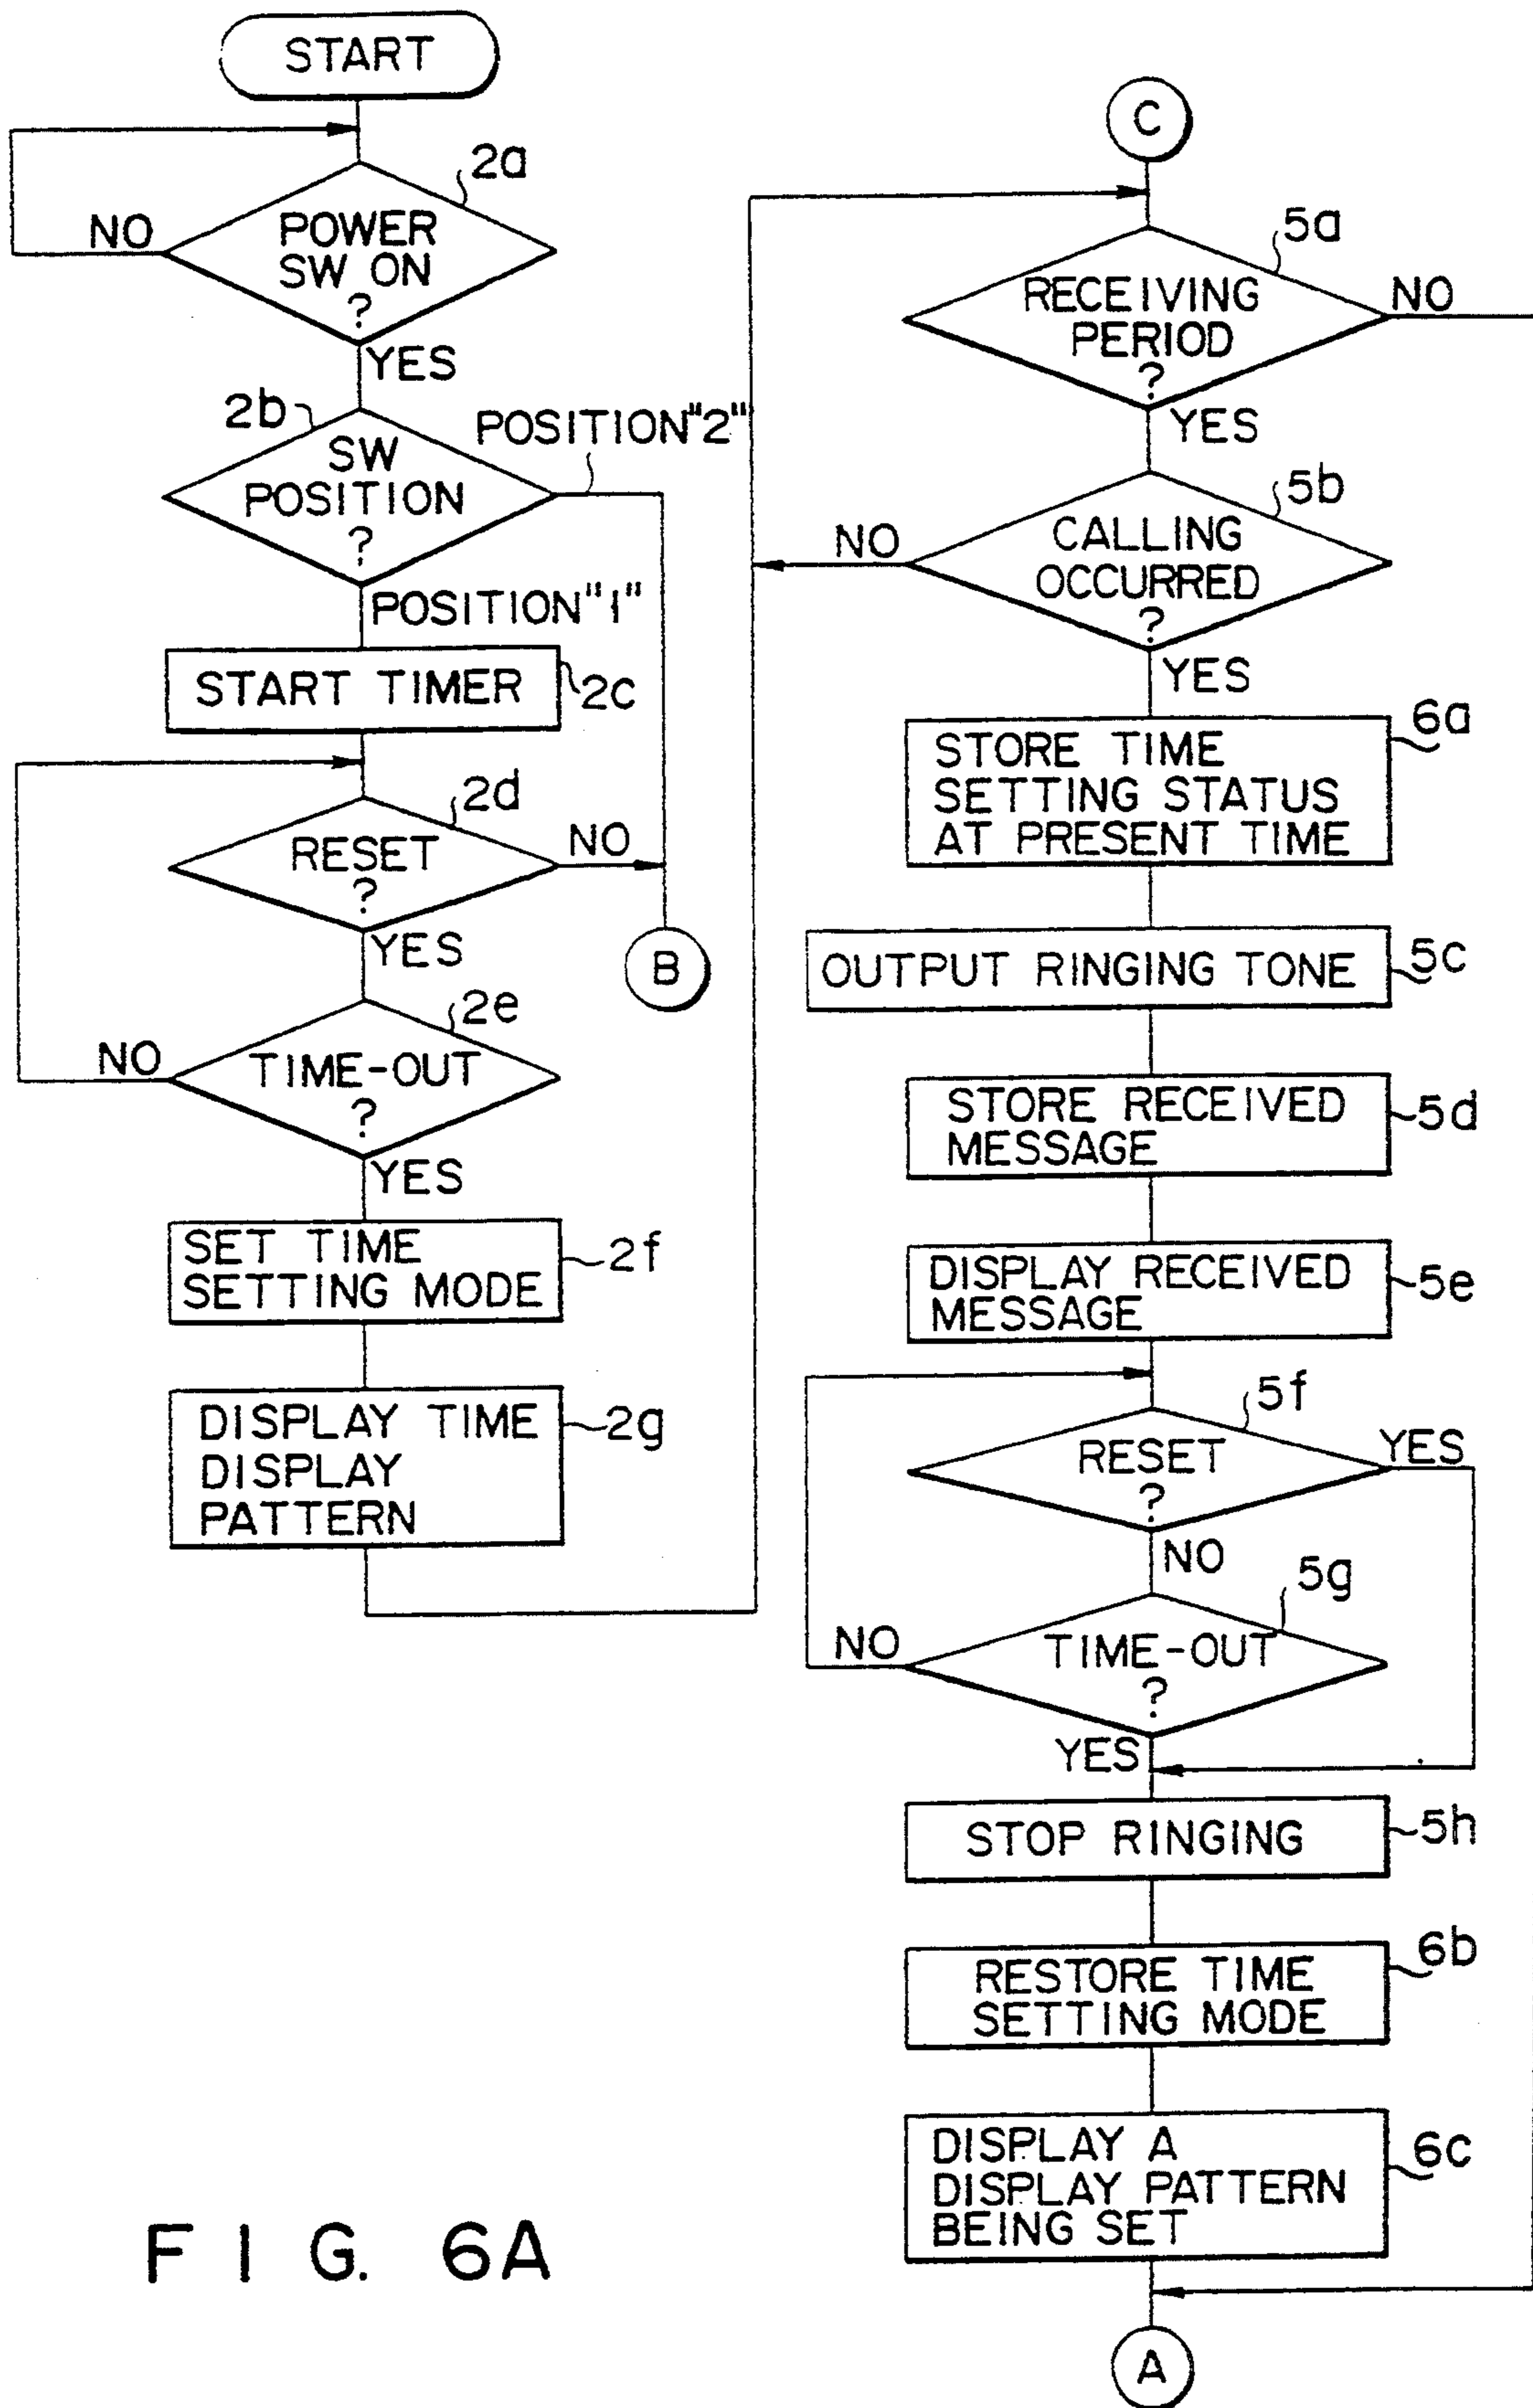 START
2a
NO
POWER
SW ON
?
YES
2b
POSITION"2"
SW
POSITION
?
POSITION"1"
START TIMER
2c
2d
RESET
?
NO
YES
B
2e
NO
TIME-OUT
?
YES
SET TIME
SETTING MODE
2f
DISPLAY TIME
DISPLAY
PATTERN
2g
C
5a
RECEIVING
PERIOD
?
NO
YES
5b
NO
CALLING
OCCURRED
?
YES
6a
STORE TIME
SETTING STATUS
AT PRESENT TIME
OUTPUT RINGING TONE
5c
STORE RECEIVED
MESSAGE
5d
DISPLAY RECEIVED
MESSAGE
5e
5f
RESET
?
YES
NO
5g
NO
TIME-OUT
?
YES
STOP RINGING
5h
RESTORE TIME
SETTING MODE
6b
DISPLAY A
DISPLAY PATTERN
BEING SET
6c
A
FIG. 6A